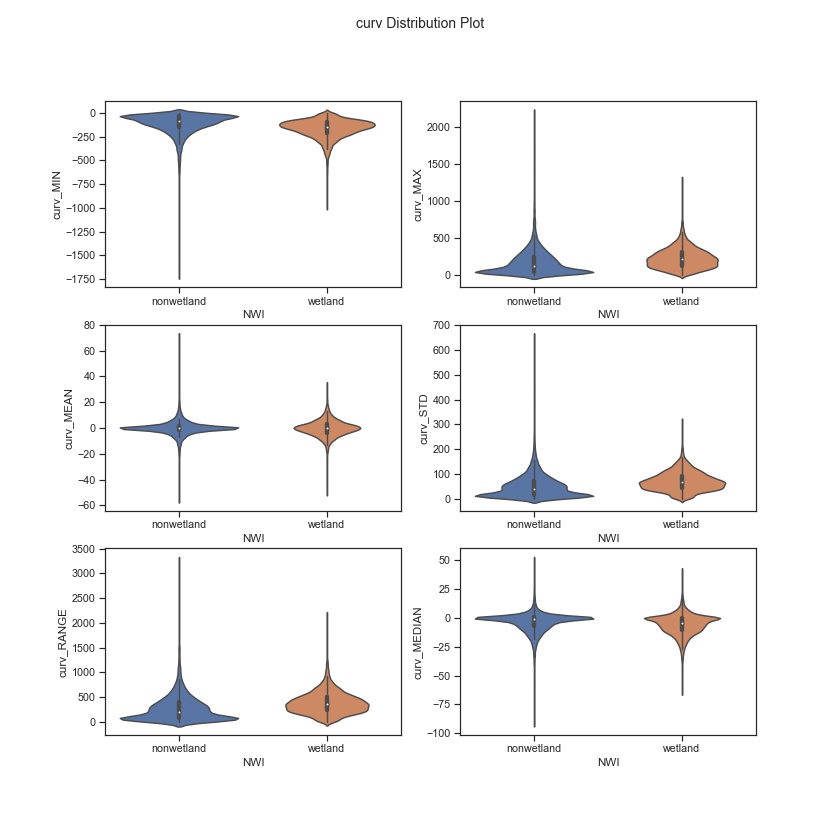 curv Distribution Plot
0
−250
−500
−750
−1000
−1250
−1500
−1750
curv_MIN
nonwetland
wetland
NWI
2000
1500
1000
500
0
curv_MAX
nonwetland
wetland
NWI
80
60
40
20
0
−20
−40
−60
curv_MEAN
nonwetland
wetland
NWI
700
600
500
400
300
200
100
0
curv_STD
nonwetland
wetland
NWI
3500
3000
2500
2000
1500
1000
500
0
curv_RANGE
nonwetland
wetland
NWI
50
25
0
−25
−50
−75
−100
curv_MEDIAN
nonwetland
wetland
NWI